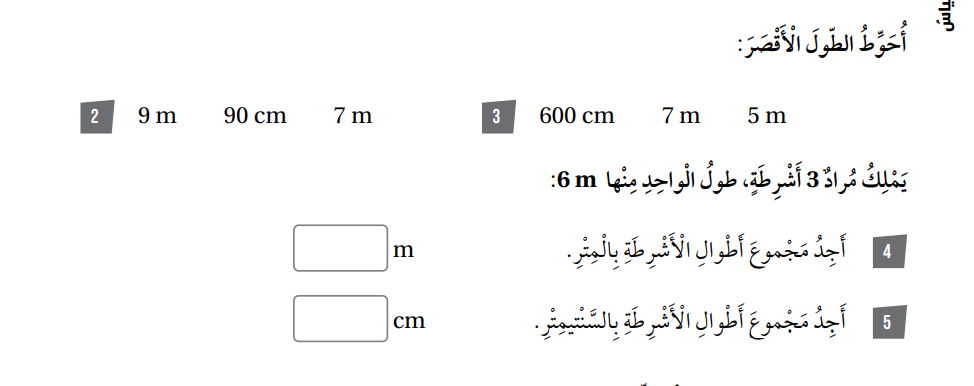 أُحَوِّطُ الطّولَ الْأَقْصَرَ:
2 9 m 90 cm 7 m
3 600 cm 7 m 5 m
يَمْلِكُ مُرادٌ 3 أَشْرِطَةٍ، طولُ الْواحِدِ مِنْها 6 m:
4 أَجِدُ مَجْموعَ أَطْوالِ الْأَشْرِطَةِ بِالْمِتْرِ. m
5 أَجِدُ مَجْموعَ أَطْوالِ الْأَشْرِطَةِ بِالسَّنْتيمِتْرِ. cm